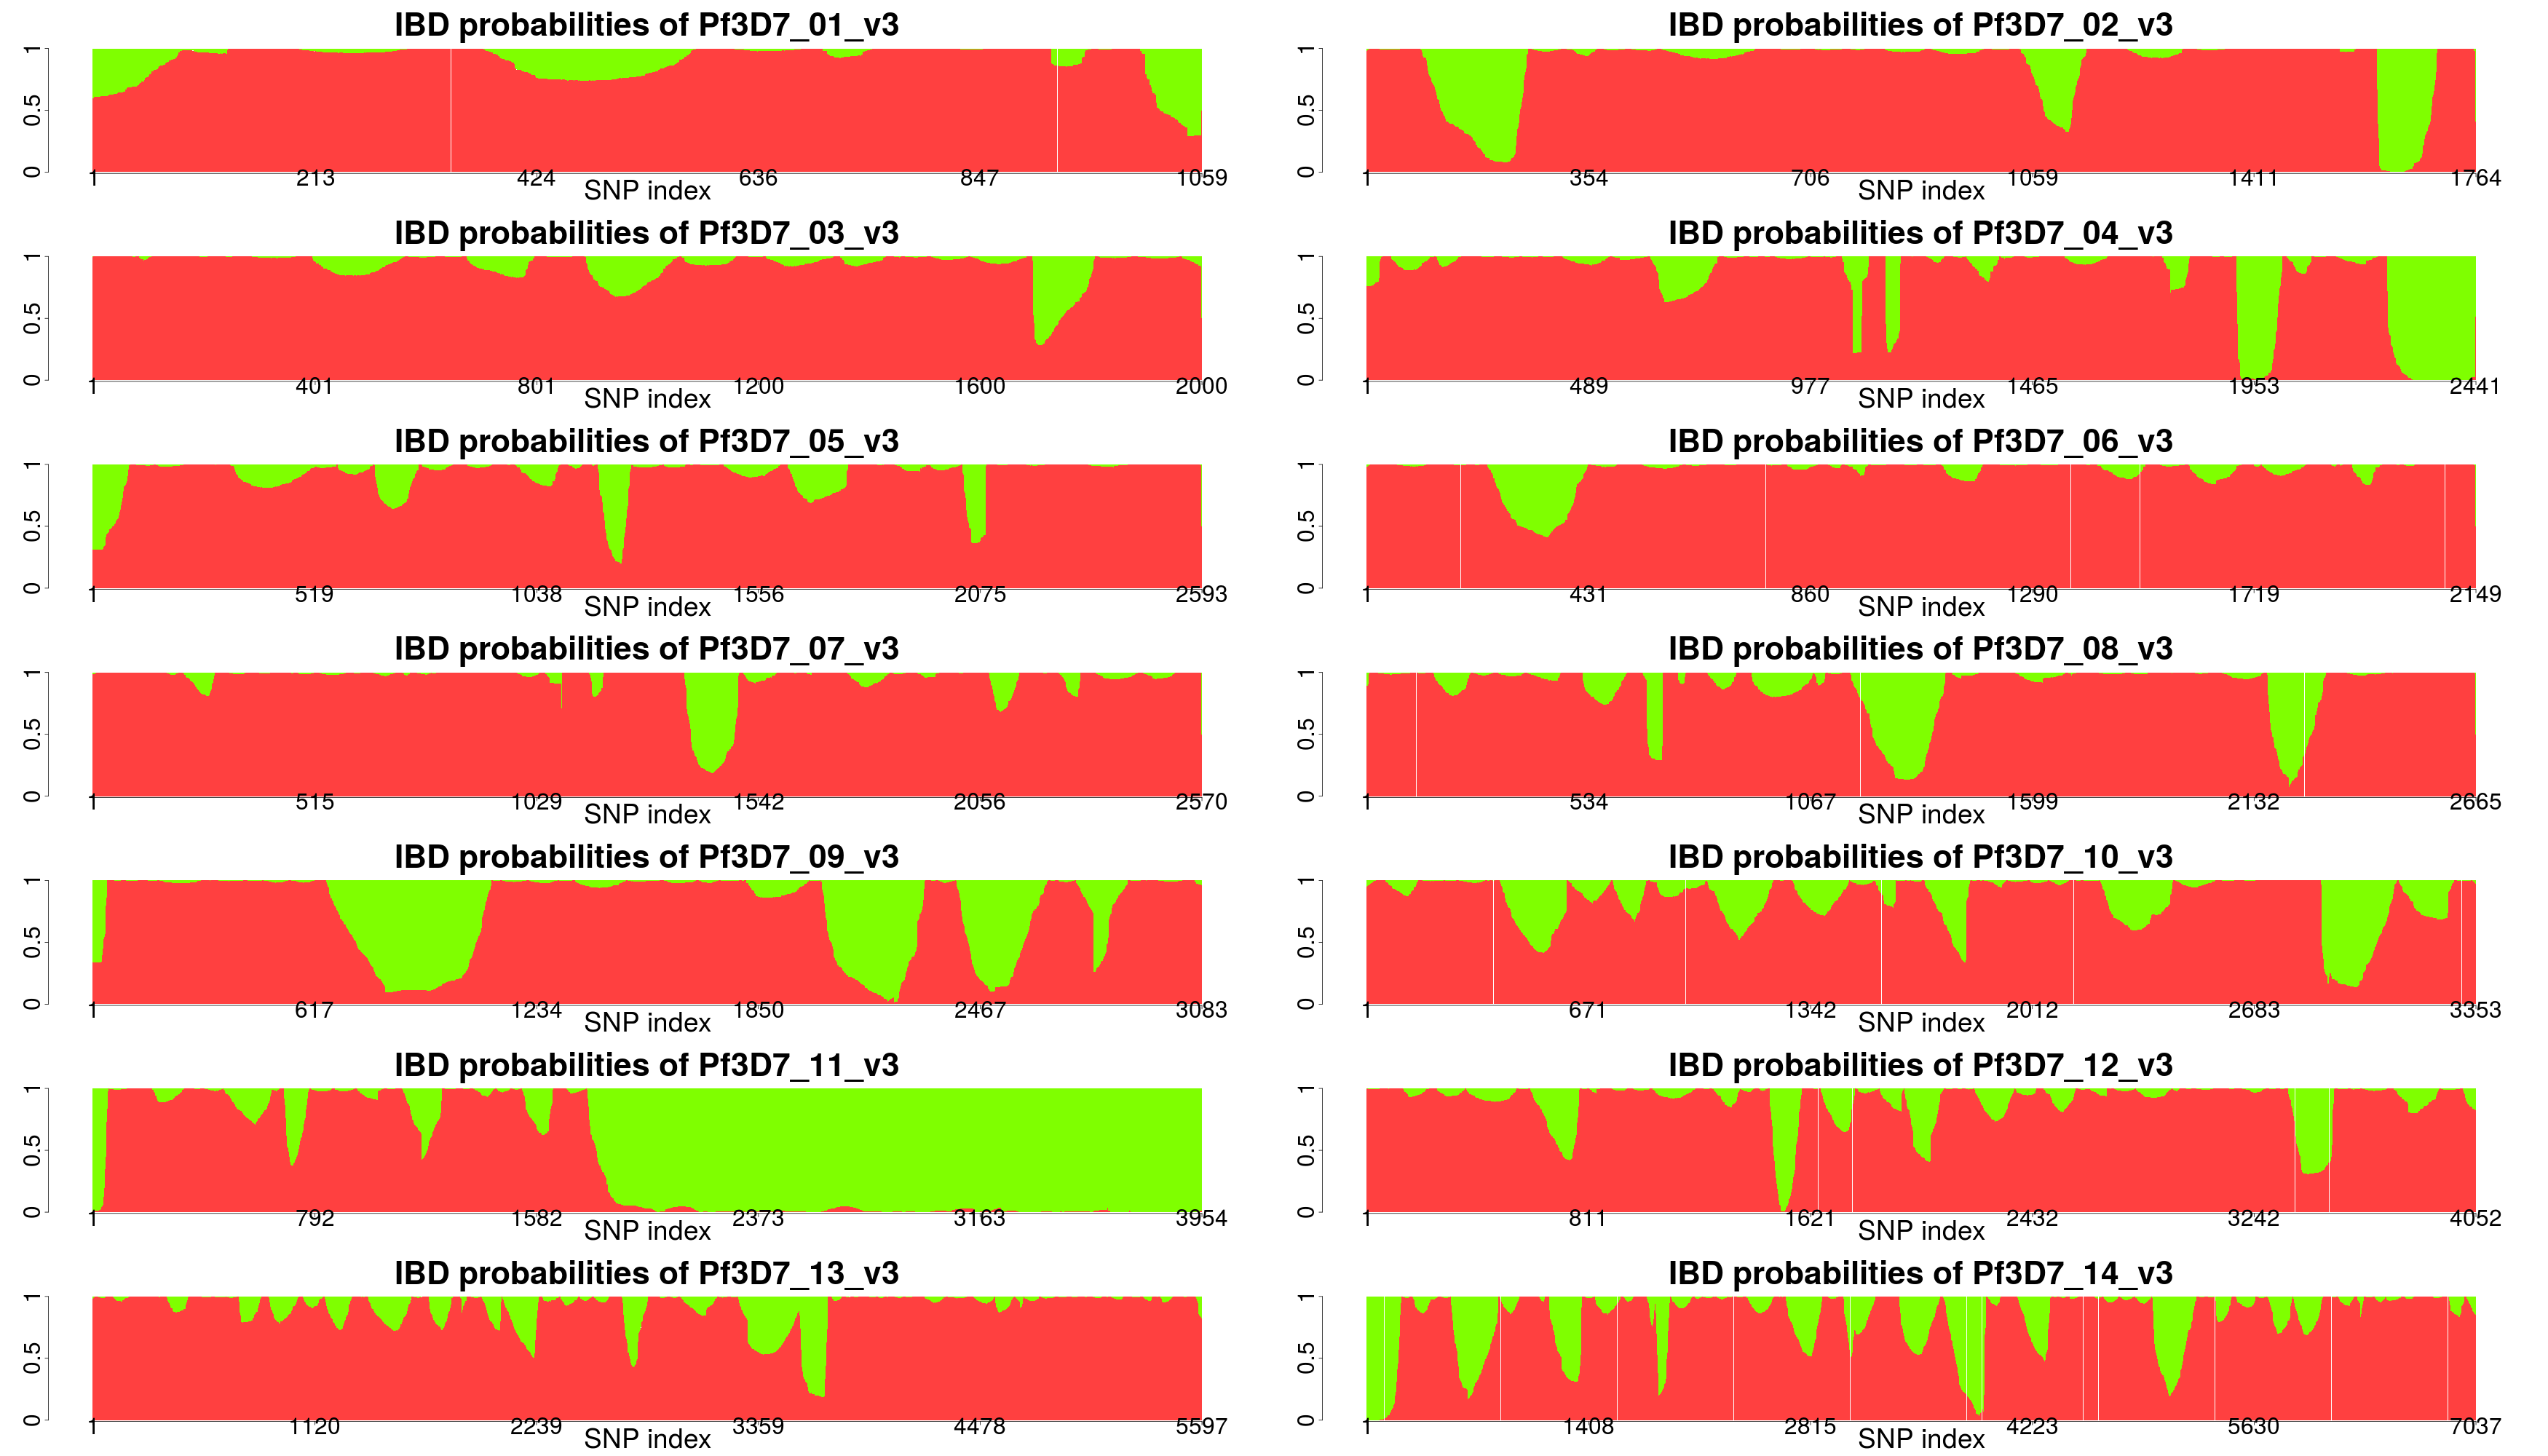 IBD probabilities of Pf3D7_01_v3
0 0.5 1
1 213 424 636 847 1059
SNP index
IBD probabilities of Pf3D7_02_v3
0 0.5 1
1 354 706 1059 1411 1764
SNP index
IBD probabilities of Pf3D7_03_v3
0 0.5 1
1 401 801 1200 1600 2000
SNP index
IBD probabilities of Pf3D7_04_v3
0 0.5 1
1 489 977 1465 1953 2441
SNP index
IBD probabilities of Pf3D7_05_v3
0 0.5 1
1 519 1038 1556 2075 2593
SNP index
IBD probabilities of Pf3D7_06_v3
0 0.5 1
1 431 860 1290 1719 2149
SNP index
IBD probabilities of Pf3D7_07_v3
0 0.5 1
1 515 1029 1542 2056 2570
SNP index
IBD probabilities of Pf3D7_08_v3
0 0.5 1
1 534 1067 1599 2132 2665
SNP index
IBD probabilities of Pf3D7_09_v3
0 0.5 1
1 617 1234 1850 2467 3083
SNP index
IBD probabilities of Pf3D7_10_v3
0 0.5 1
1 671 1342 2012 2683 3353
SNP index
IBD probabilities of Pf3D7_11_v3
0 0.5 1
1 792 1582 2373 3163 3954
SNP index
IBD probabilities of Pf3D7_12_v3
0 0.5 1
1 811 1621 2432 3242 4052
SNP index
IBD probabilities of Pf3D7_13_v3
0 0.5 1
1 1120 2239 3359 4478 5597
SNP index
IBD probabilities of Pf3D7_14_v3
0 0.5 1
1 1408 2815 4223 5630 7037
SNP index